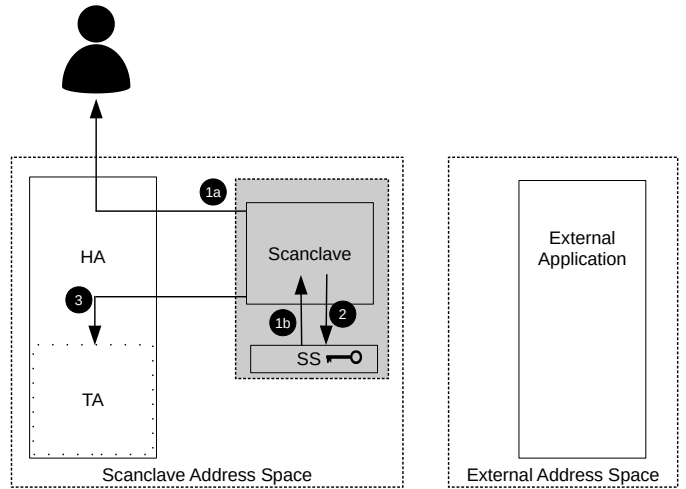 1a
HA
Scanclave
External
Application
3
1b
2
SS
TA
Scanclave Address Space
External Address Space